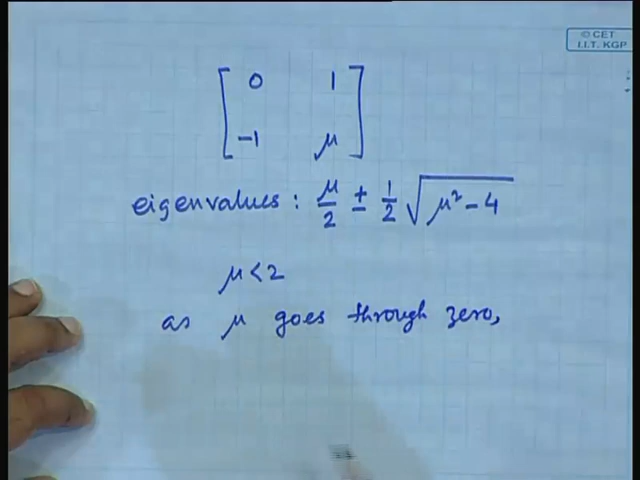 © CET
I.I.T. KGP
[ 0 1
-1 μ ]
eigenvalues : μ/2 ± 1/2 √(μ² - 4)
μ < 2
as μ goes through zero,